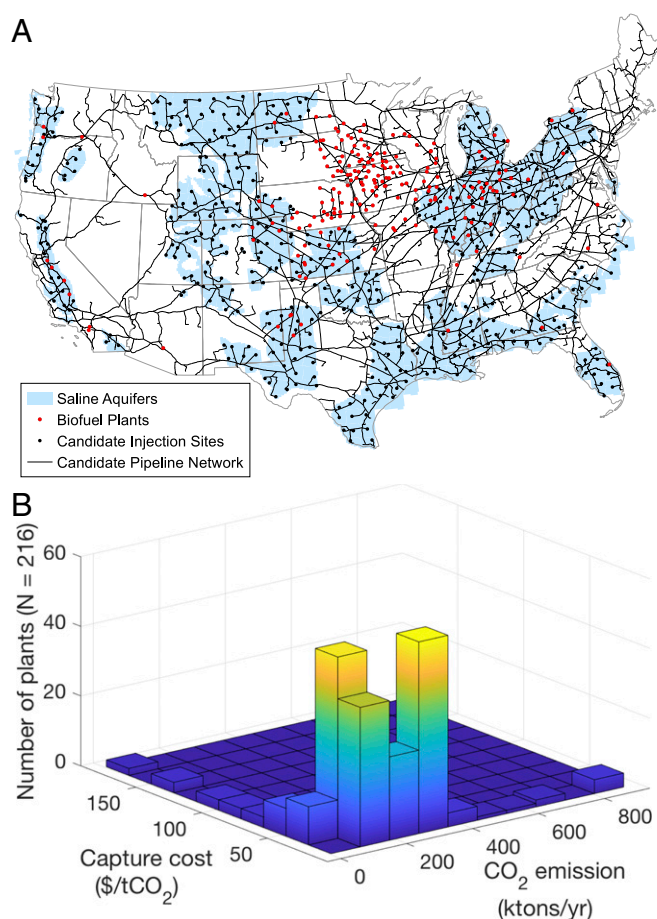 A
Saline Aquifers
Biofuel Plants
Candidate Injection Sites
Candidate Pipeline Network
B
Number of plants (N = 216)
60
40
20
0
150
100
50
Capture cost
($/tCO₂)
0
200
400
600
800
CO₂ emission
(ktons/yr)